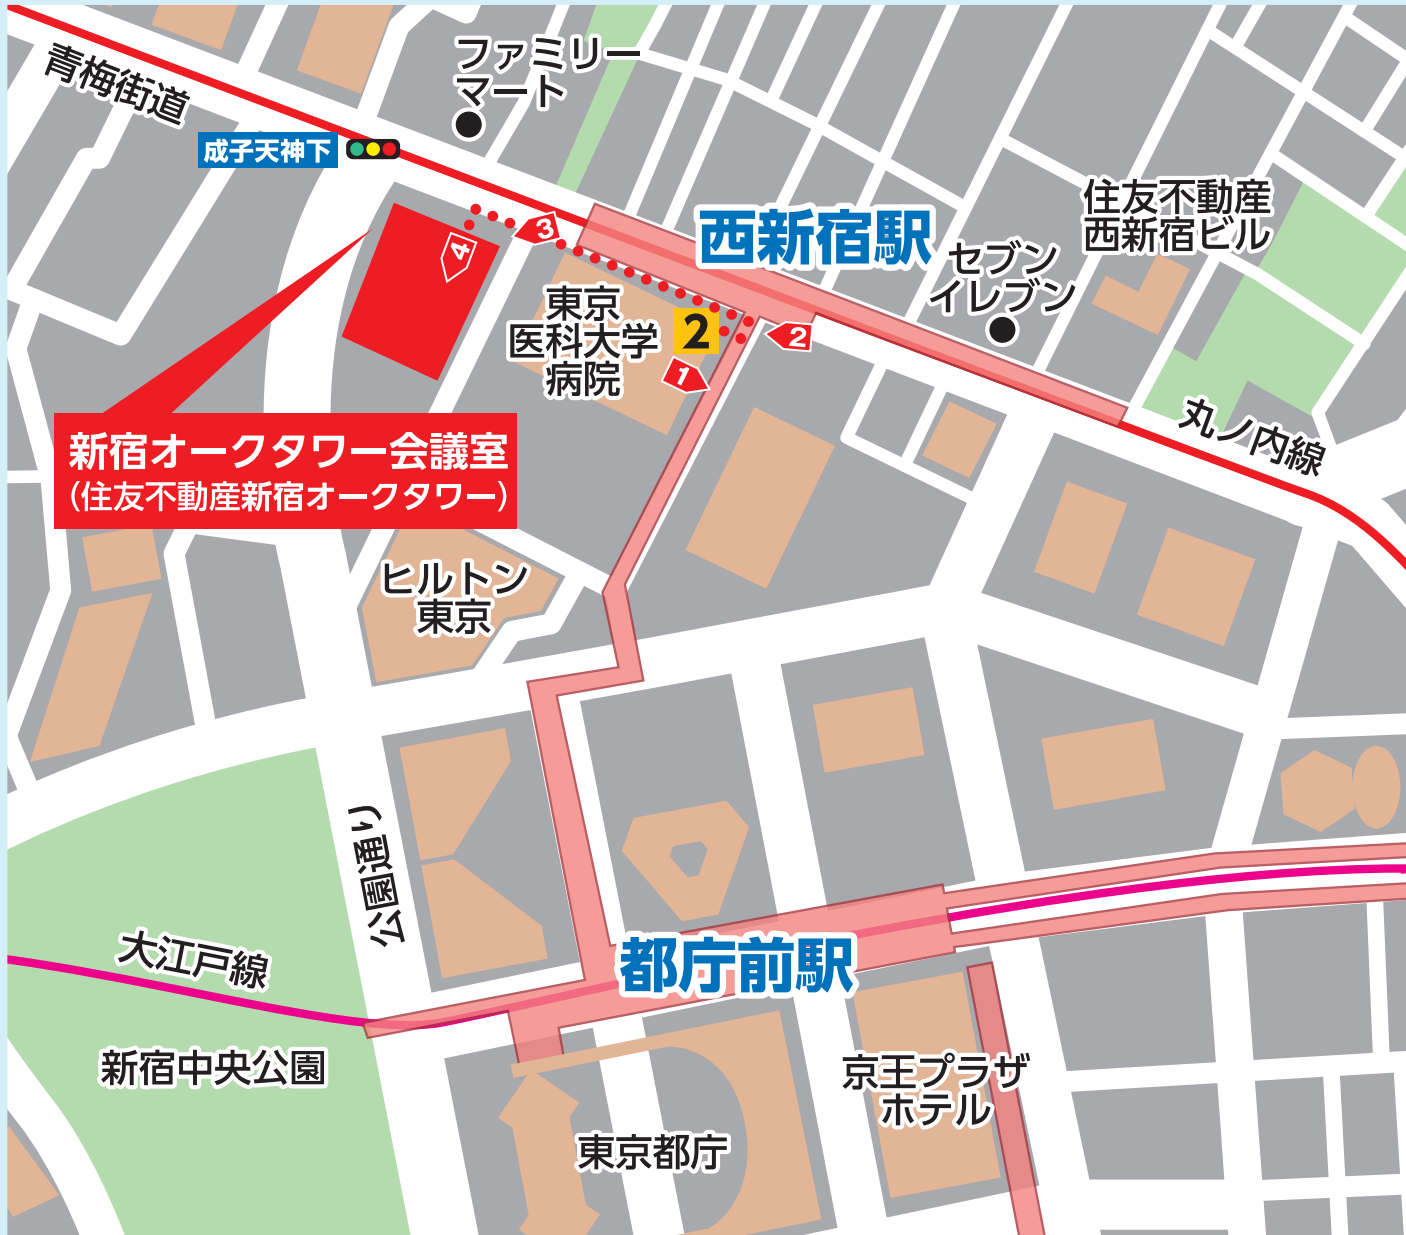 青梅街道
ファミリー
マート
成子天神下
西新宿駅
住友不動産
西新宿ビル
セブン
イレブン
3
4
東京
医科大学
病院
2
2
1
丸ノ内線
新宿オークタワー会議室
(住友不動産新宿オークタワー)
ヒルトン
東京
公園通り
大江戸線
都庁前駅
新宿中央公園
京王プラザ
ホテル
東京都庁